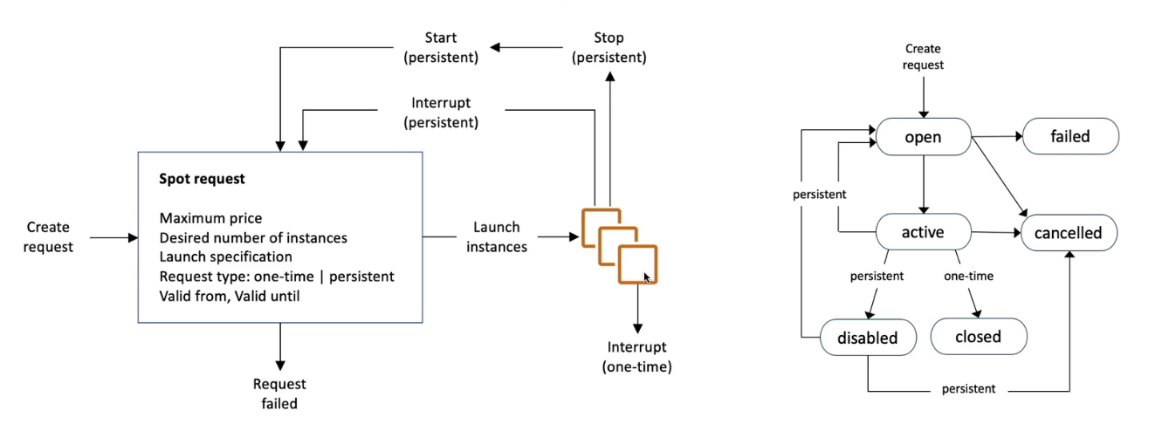 Start
(persistent)
Stop
(persistent)
Interrupt
(persistent)
Spot request
Maximum price
Desired number of instances
Launch specification
Request type: one-time | persistent
Valid from, Valid until
Create
request
Launch
instances
Interrupt
(one-time)
Request
failed
Create
request
open
failed
persistent
active
cancelled
persistent
one-time
disabled
closed
persistent